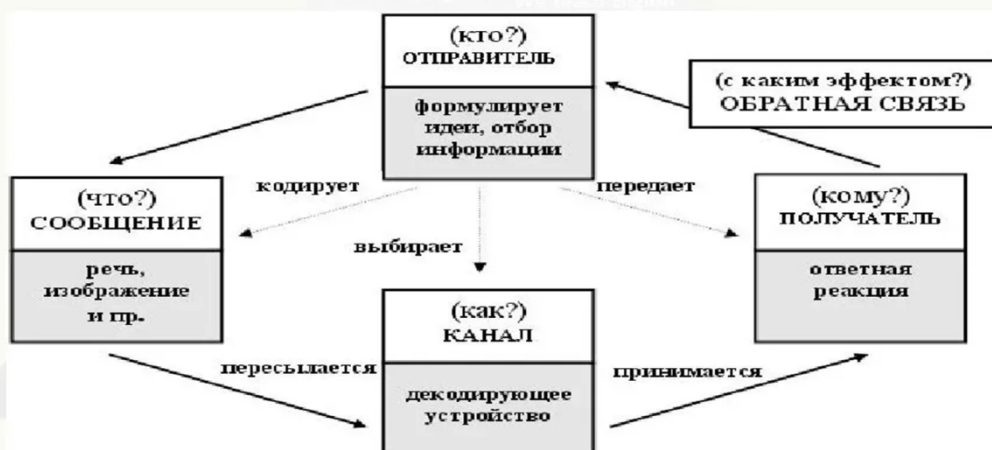 (кто?)
ОТПРАВИТЕЛЬ
формулирует
идеи, отбор
информации
(с каким эффектом?)
ОБРАТНАЯ СВЯЗЬ
кодирует
передает
выбирает
(что?)
СООБЩЕНИЕ
речь,
изображение
и пр.
(кому?)
ПОЛУЧАТЕЛЬ
ответная
реакция
(как?)
КАНАЛ
декодирующее
устройство
пересылается
принимается